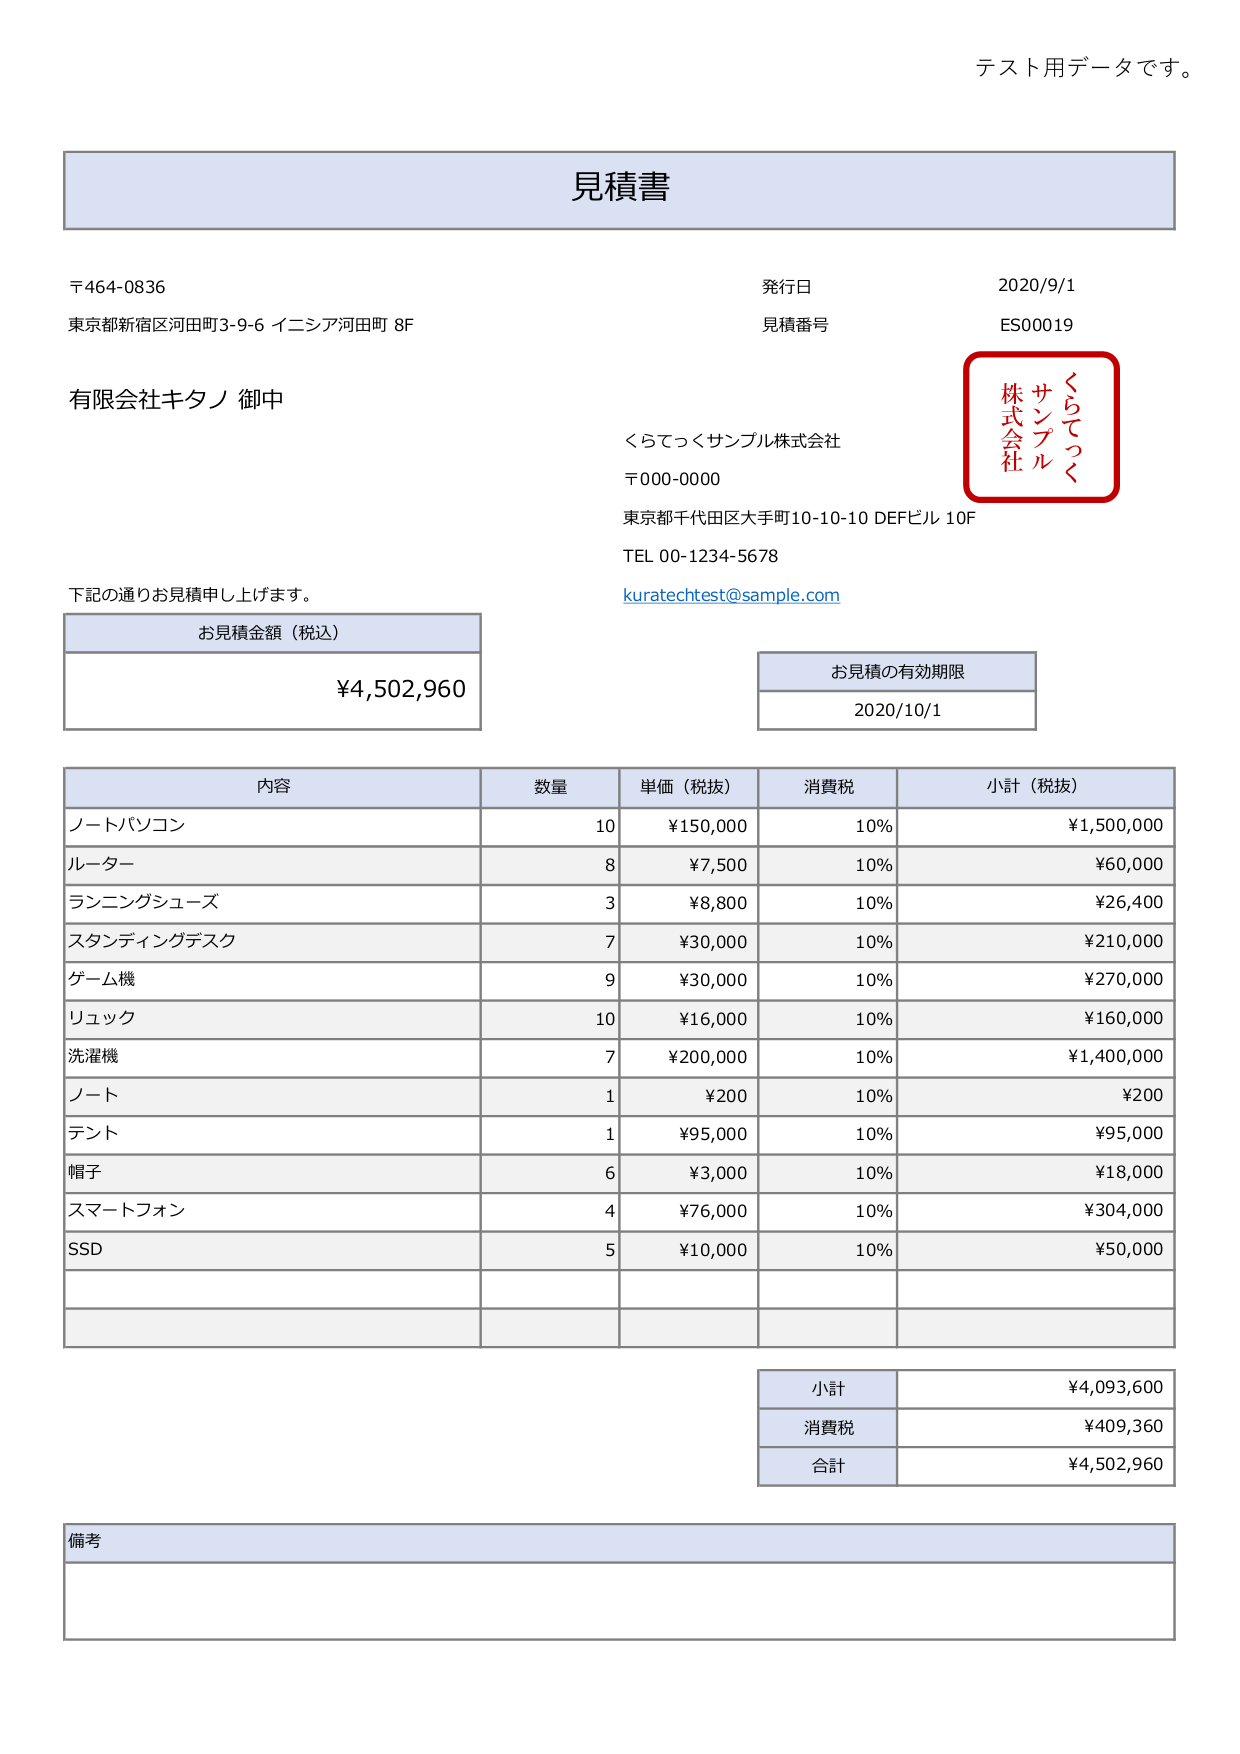 テスト用データです。
見積書
〒464-0836
発行日 2020/9/1
東京都新宿区河田町3-9-6 イニシア河田町 8F
見積番号 ES00019
有限会社キタノ 御中
くらてっく
サンプル
株式会社
くらてっくサンプル株式会社
〒000-0000
東京都千代田区大手町10-10-10 DEFビル 10F
TEL 00-1234-5678
下記の通りお見積申し上げます。
kuratechtest@sample.com
お見積金額（税込）
¥4,502,960
お見積の有効期限
2020/10/1
内容 数量 単価（税抜） 消費税 小計（税抜）
ノートパソコン 10 ¥150,000 10% ¥1,500,000
ルーター 8 ¥7,500 10% ¥60,000
ランニングシューズ 3 ¥8,800 10% ¥26,400
スタンディングデスク 7 ¥30,000 10% ¥210,000
ゲーム機 9 ¥30,000 10% ¥270,000
リュック 10 ¥16,000 10% ¥160,000
洗濯機 7 ¥200,000 10% ¥1,400,000
ノート 1 ¥200 10% ¥200
テント 1 ¥95,000 10% ¥95,000
帽子 6 ¥3,000 10% ¥18,000
スマートフォン 4 ¥76,000 10% ¥304,000
SSD 5 ¥10,000 10% ¥50,000
小計 ¥4,093,600
消費税 ¥409,360
合計 ¥4,502,960
備考